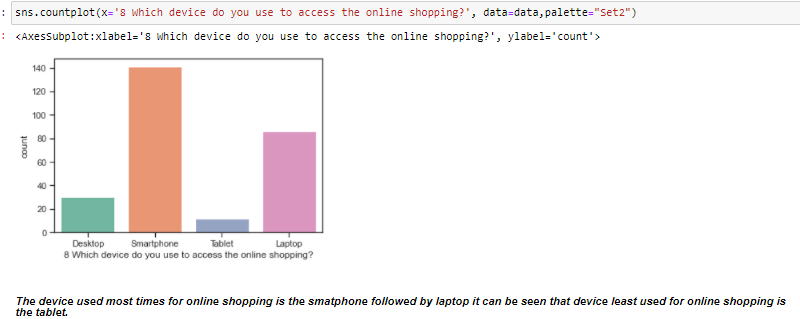 : sns.countplot(x='8 Which device do you use to access the online shopping?', data=data,palette="Set2")
: <AxesSubplot:xlabel='8 Which device do you use to access the online shopping?', ylabel='count'>
140
120
100
80
60
40
20
0
count
Desktop Smartphone Tablet Laptop
8 Which device do you use to access the online shopping?
The device used most times for online shopping is the smatphone followed by laptop it can be seen that device least used for online shopping is
the tablet.